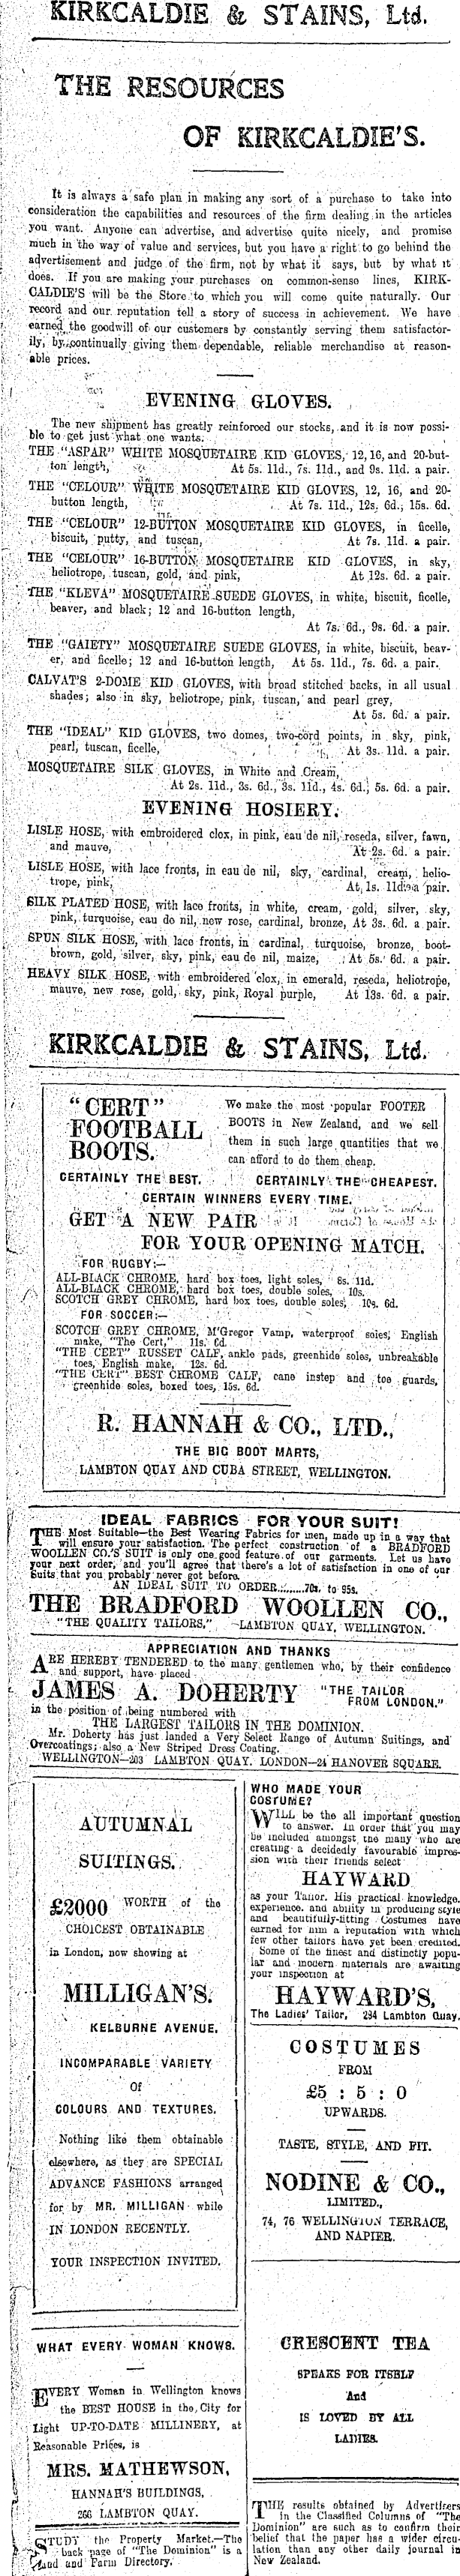 KIRKCALDIE & STAINS, Ltd.
THE RESOURCES
OF KIRKCALDIE'S.
It is always a safe plan in making any sort of a purchase to take into
consideration the capabilities and resources of the firm dealing in the articles
you want. Anyone can advertise, and advertise quite nicely, and promise
much in the way of value and services, but you have a right to go behind the
advertisement and judge of the firm, not by what it says, but by what it
does. If you are making your purchases on common-sense lines, KIRK-
CALDIE'S will be the Store to which you will come quite naturally. Our
record and our reputation tell a story of success in achievement. We have
earned the goodwill of our customers by constantly serving them satisfactor-
ily, by continually giving them dependable, reliable merchandise at reason-
able prices.
EVENING GLOVES.
The new shipment has greatly reinforced our stocks, and it is now possi-
ble to get just what one wants.
THE "ASPAR" WHITE MOSQUETAIRE KID GLOVES, 12, 16, and 20-but-
ton length, At 5s. 11d., 7s. 11d., and 9s. 11d. a pair.
THE "CELOUR" WHITE MOSQUETAIRE KID GLOVES, 12, 16, and 20-
button length, At 7s. 11d., 12s. 6d.; 15s. 6d.
THE "CELOUR" 12-BUTTON MOSQUETAIRE KID GLOVES, in ficelle,
biscuit, putty, and tuscan, At 7s. 11d. a pair.
THE "CELOUR" 16-BUTTON MOSQUETAIRE KID GLOVES, in sky,
heliotrope, tuscan, gold, and pink, At 12s. 6d. a pair.
THE "KLEVA" MOSQUETAIRE SUEDE GLOVES, in white, biscuit, ficelle,
beaver, and black; 12 and 16-button length,
At 7s. 6d., 9s. 6d. a pair.
THE "GAIETY" MOSQUETAIRE SUEDE GLOVES, in white, biscuit, beav-
er, and ficelle; 12 and 16-button length, At 5s. 11d., 7s. 6d. a pair.
CALVAT'S 2-DOME KID GLOVES, with broad stitched backs, in all usual
shades; also in sky, heliotrope, pink, tuscan, and pearl grey,
At 5s. 6d. a pair.
THE "IDEAL" KID GLOVES, two domes, two-cord points, in sky, pink,
pearl, tuscan, ficelle, At 3s. 11d. a pair.
MOSQUETAIRE SILK GLOVES, in White and Cream,
At 2s. 11d., 3s. 6d., 3s. 11d., 4s. 6d., 5s. 6d. a pair.
EVENING HOSIERY.
LISLE HOSE, with embroidered clox, in pink, eau de nil, reseda, silver, fawn,
and mauve, At 2s. 6d. a pair.
LISLE HOSE, with lace fronts, in eau de nil, sky, cardinal, cream, helio-
trope, pink, At 1s. 11d. a pair.
SILK PLATED HOSE, with lace fronts, in white, cream, gold, silver, sky,
pink, turquoise, eau de nil, new rose, cardinal, bronze, At 3s. 6d. a pair.
SPUN SILK HOSE, with lace fronts, in cardinal, turquoise, bronze, boot-
brown, gold, silver, sky, pink, eau de nil, maize, At 5s. 6d. a pair.
HEAVY SILK HOSE, with embroidered clox, in emerald, reseda, heliotrope,
mauve, new rose, gold, sky, pink, Royal purple, At 13s. 6d. a pair.
KIRKCALDIE & STAINS, Ltd.
"CERT"
FOOTBALL
BOOTS.
We make the most popular FOOTER
BOOTS in New Zealand, and we sell
them in such large quantities that we
can afford to do them cheap.
CERTAINLY THE BEST. CERTAINLY THE CHEAPEST.
CERTAIN WINNERS EVERY TIME.
GET A NEW PAIR
FOR YOUR OPENING MATCH.
FOR RUGBY:—
ALL-BLACK CHROME, hard box toes, light soles, 8s. 11d.
ALL-BLACK CHROME, hard box toes, double soles, 10s.
SCOTCH GREY CHROME, hard box toes, double soles, 10s. 6d.
FOR SOCCER:—
SCOTCH GREY CHROME, M'Gregor Vamp, waterproof soles, English
make, "The Cert," 11s. 6d.
"THE CERT" RUSSET CALF, ankle pads, greenhide soles, unbreakable
toes, English make, 12s. 6d.
"THE CERT" BEST CHROME CALF, cane instep and toe guards,
greenhide soles, boxed toes, 15s. 6d.
R. HANNAH & CO., LTD.,
THE BIG BOOT MARTS,
LAMBTON QUAY AND CUBA STREET, WELLINGTON.
IDEAL FABRICS FOR YOUR SUIT!
THE Most Suitable—the Best Wearing Fabrics for men, made up in a way that
will ensure your satisfaction. The perfect construction of a BRADFORD
WOOLLEN CO.'S SUIT is only one good feature of our garments. Let us have
your next order, and you'll agree that there's a lot of satisfaction in one of our
Suits that you probably never got before.
AN IDEAL SUIT TO ORDER........70s. to 95s.
THE BRADFORD WOOLLEN CO.,
"THE QUALITY TAILORS," LAMBTON QUAY, WELLINGTON.
APPRECIATION AND THANKS
ARE HEREBY TENDERED to the many gentlemen who, by their confidence
and support, have placed
JAMES A. DOHERTY "THE TAILOR
FROM LONDON."
in the position of being numbered with
THE LARGEST TAILORS IN THE DOMINION.
Mr. Doherty has just landed a Very Select Range of Autumn Suitings, and
Overcoatings; also a New Striped Dress Coating.
WELLINGTON—203 LAMBTON QUAY. LONDON—24 HANOVER SQUARE.
AUTUMNAL
SUITINGS.
£2000 WORTH of the
CHOICEST OBTAINABLE
in London, now showing at
MILLIGAN'S.
KELBURNE AVENUE.
INCOMPARABLE VARIETY
Of
COLOURS AND TEXTURES.
Nothing like them obtainable
elsewhere, as they are SPECIAL
ADVANCE FASHIONS arranged
for by MR. MILLIGAN while
IN LONDON RECENTLY.
YOUR INSPECTION INVITED.
WHAT EVERY WOMAN KNOWS.
EVERY Woman in Wellington knows
the BEST HOUSE in the City for
Light UP-TO-DATE MILLINERY, at
Reasonable Prices, is
MRS. MATHEWSON,
HANNAH'S BUILDINGS,
266 LAMBTON QUAY.
STUDY the Property Market.—The
back page of "The Dominion" is a
Land and Farm Directory.
WHO MADE YOUR
COSTUME?
WILL be the all important question
to answer. In order that you may
be included amongst the many who are
creating a decidedly favourable impres-
sion with their friends select
HAYWARD
as your Tailor. His practical knowledge,
experience, and ability in producing style
and beautifully-fitting Costumes have
earned for him a reputation with which
few other tailors have yet been credited.
Some of the finest and distinctly popu-
lar and modern materials are awaiting
your inspection at
HAYWARD'S,
The Ladies' Tailor, 294 Lambton Quay.
COSTUMES
FROM
£5 : 5 : 0
UPWARDS.
TASTE, STYLE, AND FIT.
NODINE & CO.,
LIMITED.,
74, 76 WELLINGTON TERRACE,
AND NAPIER.
CRESCENT TEA
SPEAKS FOR ITSELF
And
IS LOVED BY ALL
LADIES.
THE results obtained by Advertisers
in the Classified Columns of "The
Dominion" are such as to confirm their
belief that the paper has a wider circu-
lation than any other daily journal in
New Zealand.